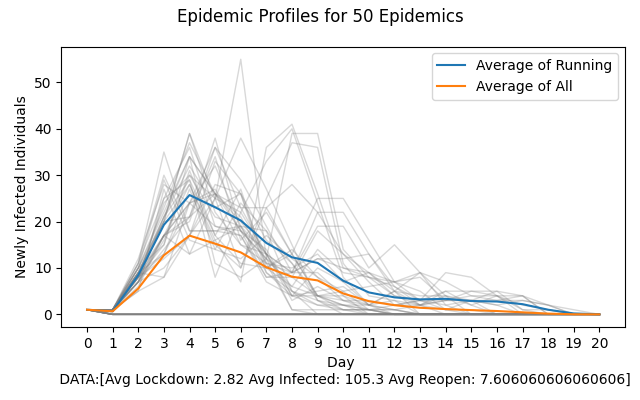 Epidemic Profiles for 50 Epidemics
Average of Running
Average of All
Newly Infected Individuals
50
40
30
20
10
0
0 1 2 3 4 5 6 7 8 9 10 11 12 13 14 15 16 17 18 19 20
Day
DATA:[Avg Lockdown: 2.82 Avg Infected: 105.3 Avg Reopen: 7.606060606060606]